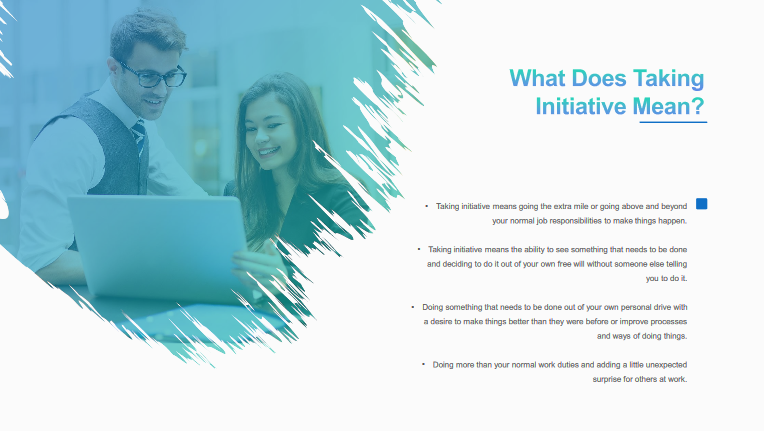 What Does Taking
Initiative Mean?
• Taking initiative means going the extra mile or going above and beyond
your normal job responsibilities to make things happen.
• Taking initiative means the ability to see something that needs to be done
and deciding to do it out of your own free will without someone else telling
you to do it.
• Doing something that needs to be done out of your own personal drive with
a desire to make things better than they were before or improve processes
and ways of doing things.
• Doing more than your normal work duties and adding a little unexpected
surprise for others at work.